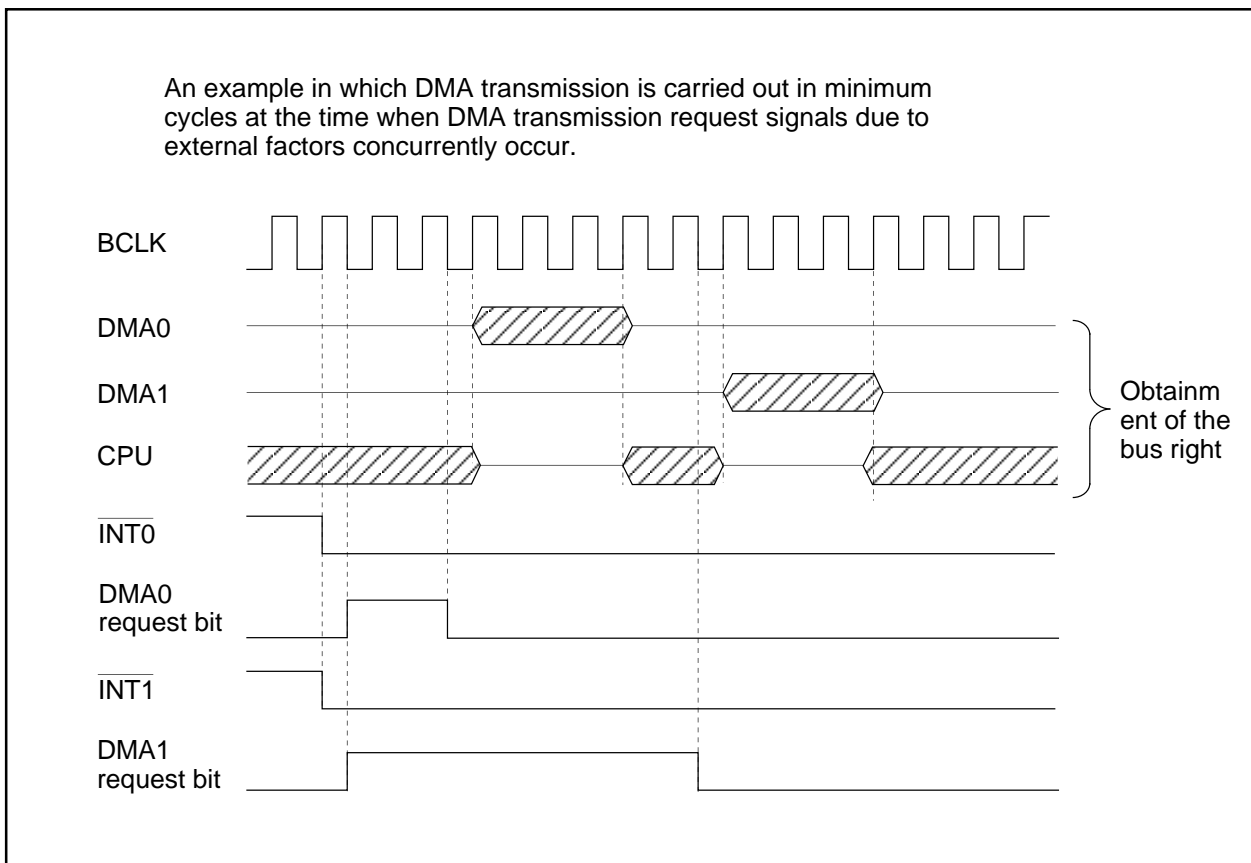 An example in which DMA transmission is carried out in minimum
cycles at the time when DMA transmission request signals due to
external factors concurrently occur.
BCLK
DMA0
DMA1
CPU
Obtainm
ent of the
bus right
INT0
DMA0
request bit
INT1
DMA1
request bit